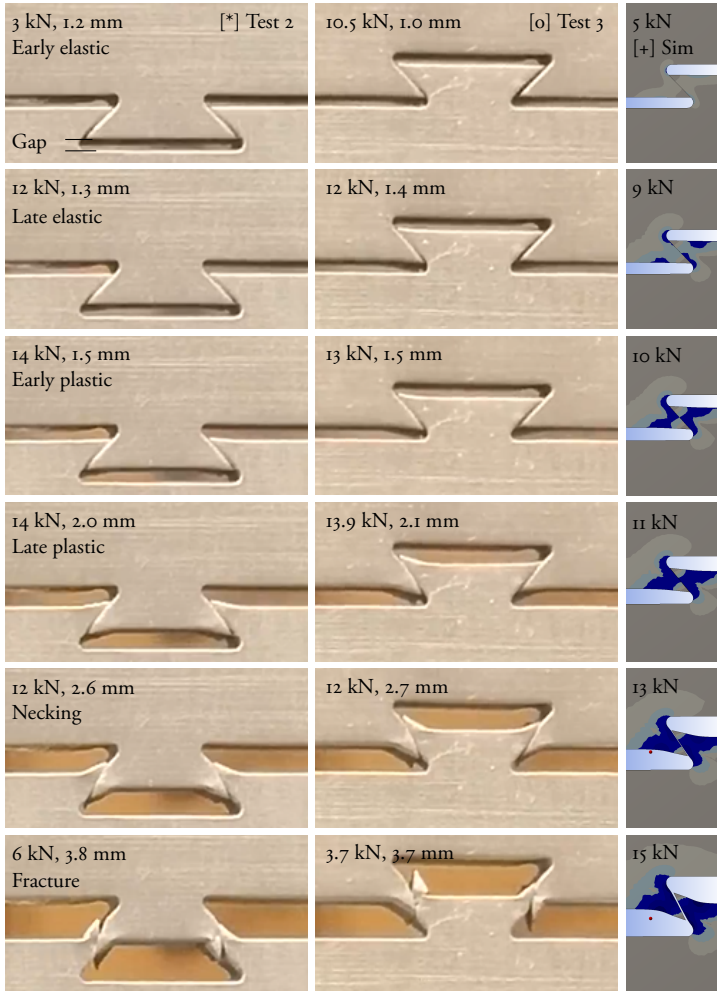 3 kN, 1.2 mm [*] Test 2
Early elastic
Gap
10.5 kN, 1.0 mm [o] Test 3
5 kN
[+] Sim
12 kN, 1.3 mm
Late elastic
12 kN, 1.4 mm
9 kN
14 kN, 1.5 mm
Early plastic
13 kN, 1.5 mm
10 kN
14 kN, 2.0 mm
Late plastic
13.9 kN, 2.1 mm
11 kN
12 kN, 2.6 mm
Necking
12 kN, 2.7 mm
13 kN
6 kN, 3.8 mm
Fracture
3.7 kN, 3.7 mm
15 kN